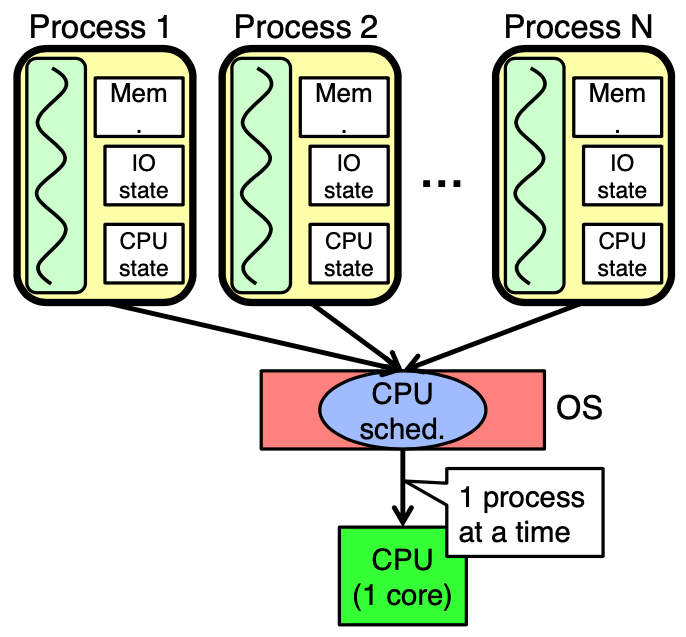 Process 1
Process 2
Process N
Mem
.
IO
state
CPU
state
Mem
.
IO
state
CPU
state
...
Mem
.
IO
state
CPU
state
CPU
sched.
OS
1 process
at a time
CPU
(1 core)